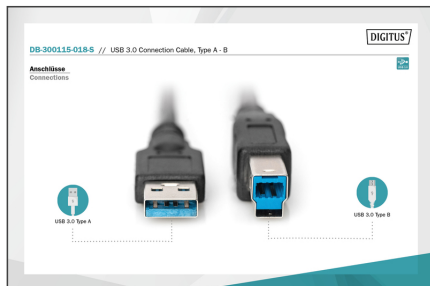 DIGITUS®
DB-300115-018-S // USB 3.0 Connection Cable, Type A - B
Anschlüsse
Connections
USB 3.0 Type A
USB 3.0 Type B